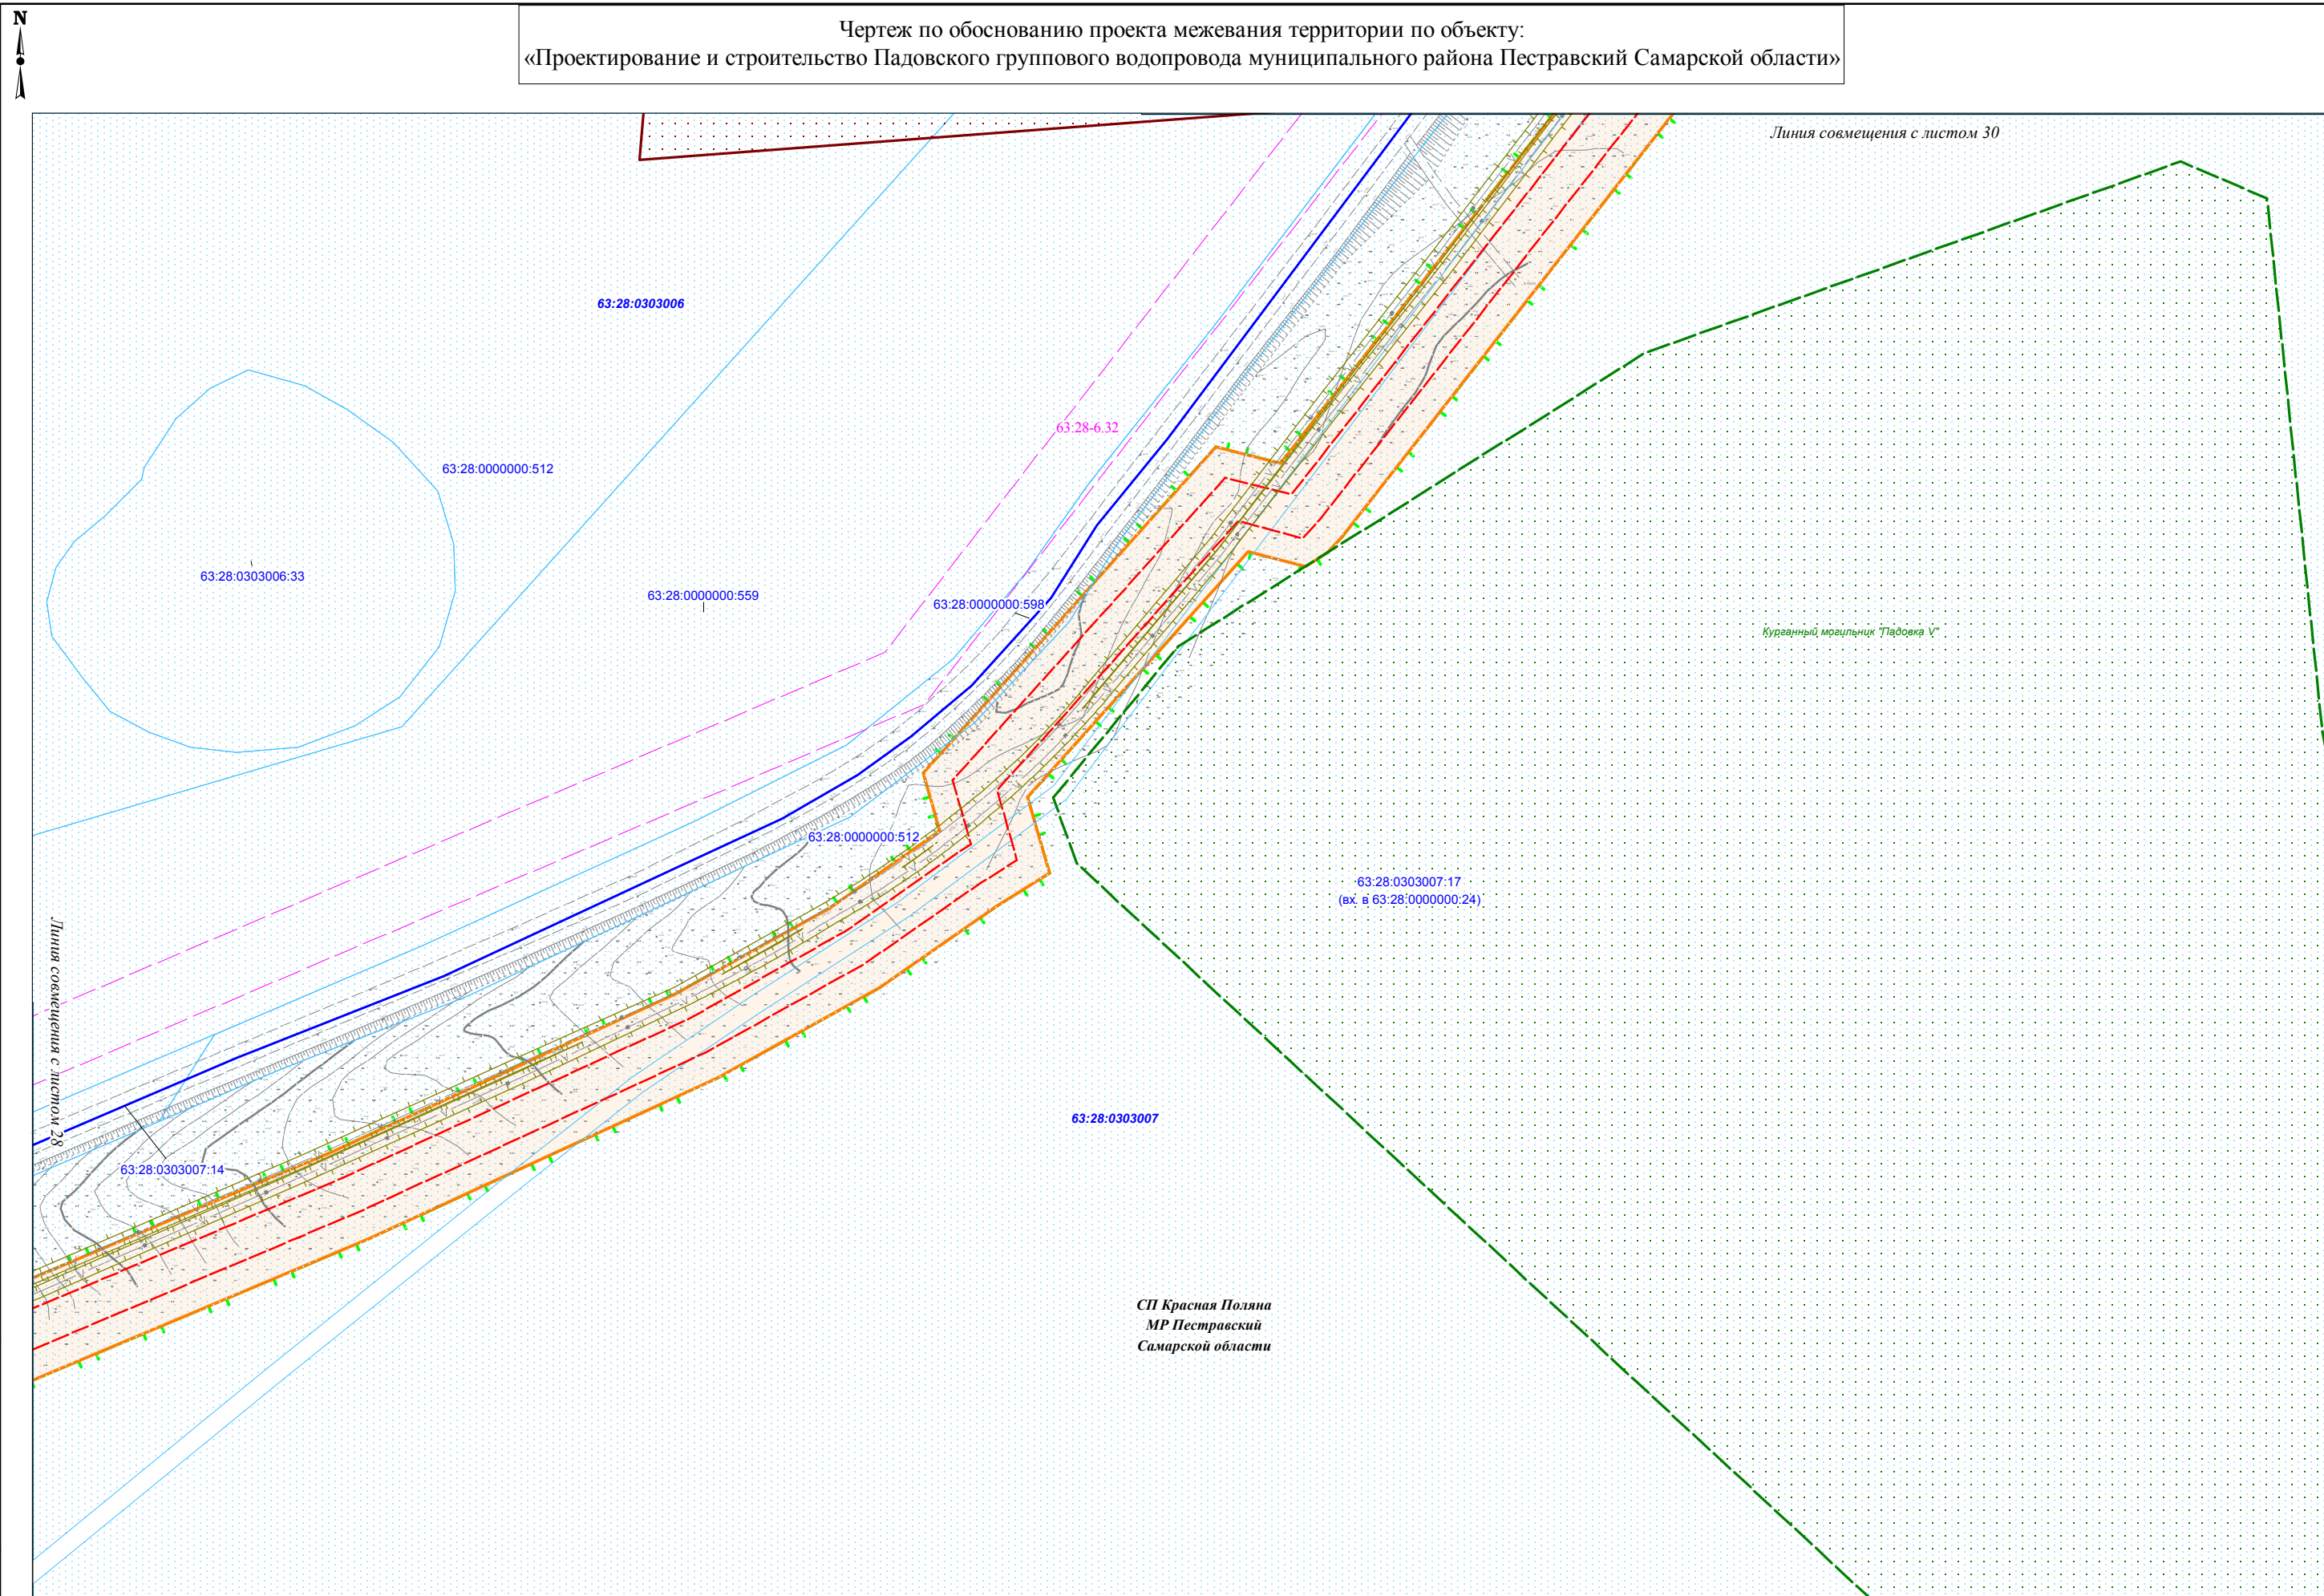 N
Чертеж по обоснованию проекта межевания территории по объекту:
«Проектирование и строительство Падовского группового водопровода муниципального района Пестравский Самарской области»
Линия совмещения с листом 30
63:28:0303006
63:28-6.32
63:28:0000000:512
63:28:0303006:33
63:28:0000000:559
63:28:0000000:598
Курганный могильник "Падовка V"
63:28:0000000:512
63:28:0303007:17
(вх. в 63:28:0000000:24)
Линия совмещения с листом 28
63:28:0303007
63:28:0303007:14
СП Красная Поляна
МР Пестравский
Самарской области